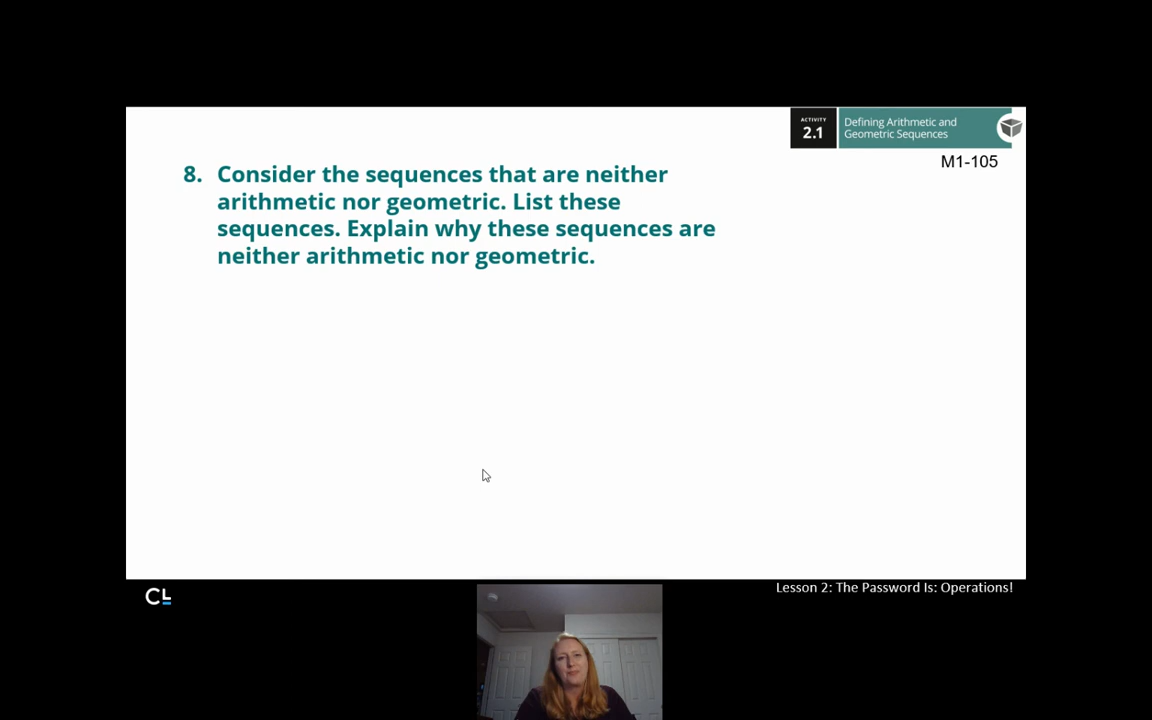 ACTIVITY
2.1
Defining Arithmetic and
Geometric Sequences
M1-105
8. Consider the sequences that are neither
arithmetic nor geometric. List these
sequences. Explain why these sequences are
neither arithmetic nor geometric.
CL
Lesson 2: The Password Is: Operations!